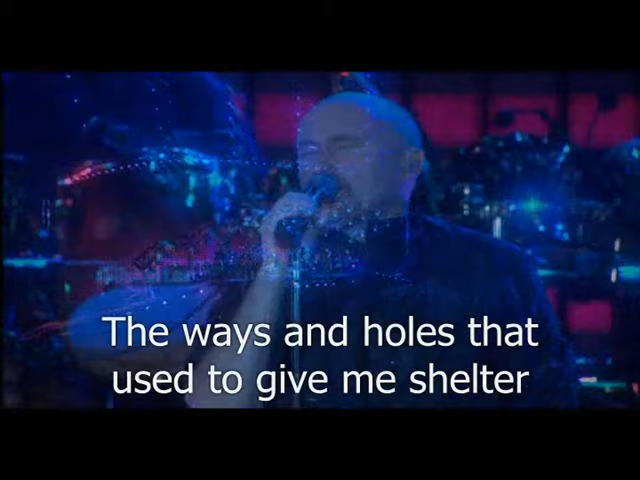 The ways and holes that
used to give me shelter